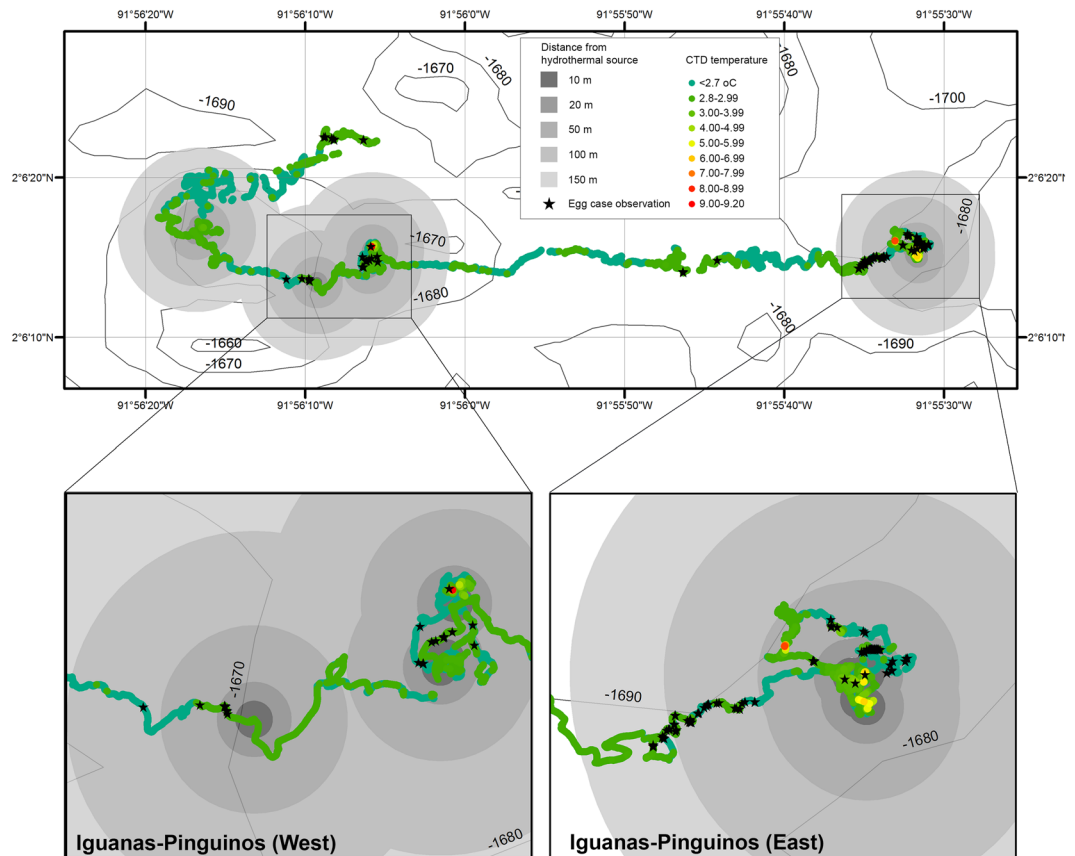 91°56'20"W 91°56'10"W 91°56'0"W 91°55'50"W 91°55'40"W 91°55'30"W
-1670
-1680
-1680
-1690
-1700
Distance from
hydrothermal source
10 m
20 m
50 m
100 m
150 m
Egg case observation
CTD temperature
<2.7 oC
2.8-2.99
3.00-3.99
4.00-4.99
5.00-5.99
6.00-6.99
7.00-7.99
8.00-8.99
9.00-9.20
2°6'20"N 2°6'20"N
-1670
-1680
-1680
-1680
2°6'10"N 2°6'10"N
-1660
-1670
-1690
91°56'20"W 91°56'10"W 91°56'0"W 91°55'50"W 91°55'40"W 91°55'30"W
-1670
-1680
Iguanas-Pinguinos (West)
-1690
-1680
Iguanas-Pinguinos (East)